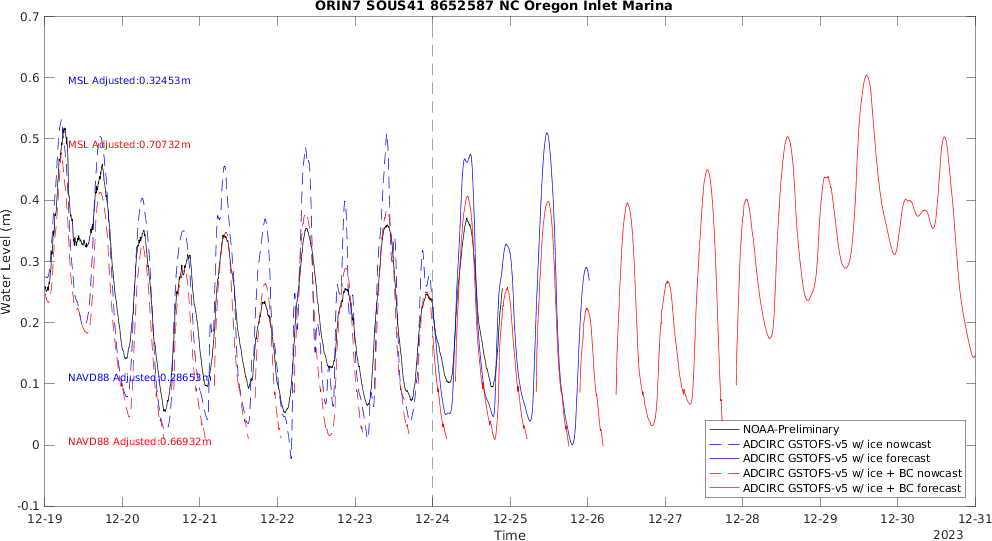 ORIN7 SOUS41 8652587 NC Oregon Inlet Marina
0.7
0.6
0.5
0.4
0.3
0.2
0.1
0
-0.1
Water Level (m)
MSL Adjusted:0.32453m
MSL Adjusted:0.70732m
NAVD88 Adjusted:0.28653m
NAVD88 Adjusted:0.66932m
NOAA-Preliminary
ADCIRC GSTOFS-v5 w/ ice nowcast
ADCIRC GSTOFS-v5 w/ ice forecast
ADCIRC GSTOFS-v5 w/ ice + BC nowcast
ADCIRC GSTOFS-v5 w/ ice + BC forecast
12-19 12-20 12-21 12-22 12-23 12-24 12-25 12-26 12-27 12-28 12-29 12-30 12-31
Time
2023